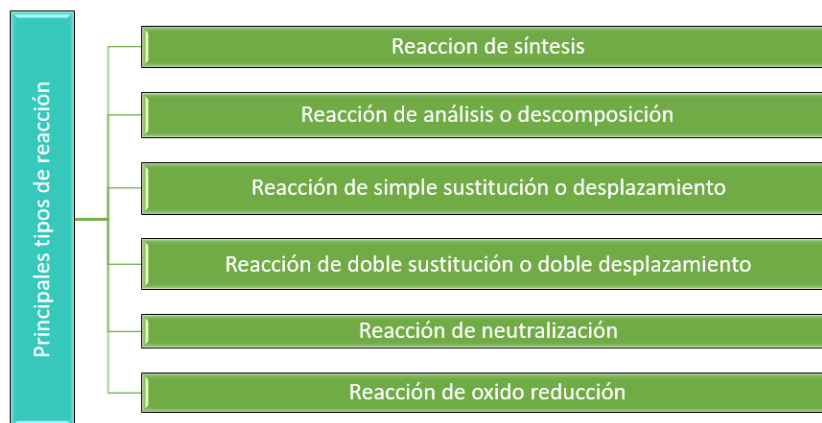 Principales tipos de reacción
Reaccion de síntesis
Reacción de análisis o descomposición
Reacción de simple sustitución o desplazamiento
Reacción de doble sustitución o doble desplazamiento
Reacción de neutralización
Reacción de oxido reducción